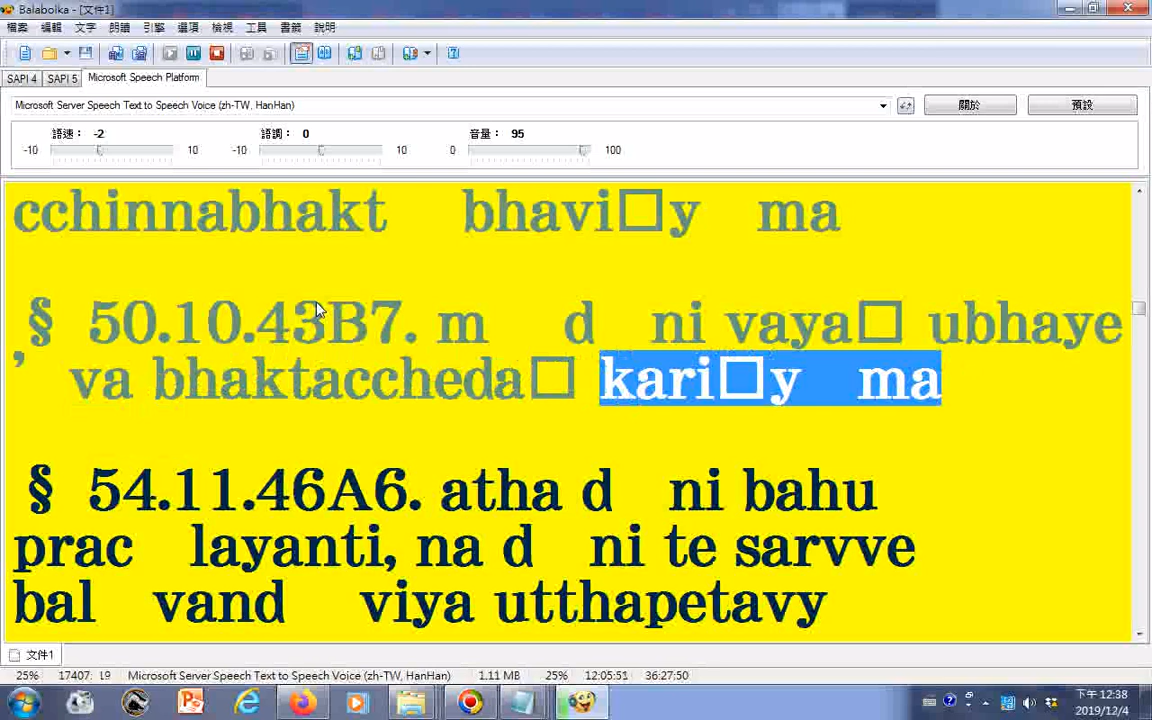 Balabolka - [文件1]
檔案 編輯 文字 朗讀 引擎 選項 檢視 工具 書籤 說明
SAPI 4 SAPI 5 Microsoft Speech Platform
Microsoft Server Speech Text to Speech Voice (zh-TW, HanHan) 關於 預設
語速： -2 語調： 0 音量： 95
-10 10 -10 10 0 100
cchinnabhakt bhavi□y ma
§ 50.10.43B7. m d ni vaya□ ubhaye
’ va bhaktaccheda□ kari□y ma
§ 54.11.46A6. atha d ni bahu
prac layanti, na d ni te sarvve
bal vand viya utthapetavy
文件1
25% 17407: 19 Microsoft Server Speech Text to Speech Voice (zh-TW, HanHan) 1.11 MB 25% 12:05:51 36:27:50
下午 12:38
2019/12/4